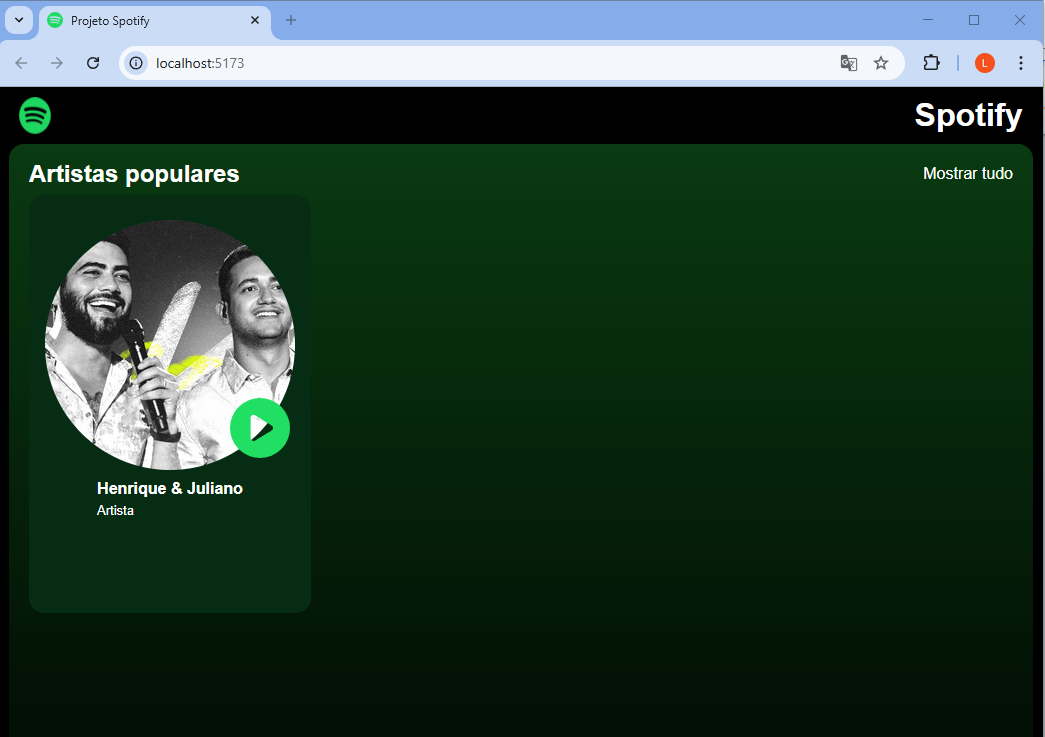 Projeto Spotify
localhost:5173
L
Spotify
Artistas populares
Mostrar tudo
Henrique & Juliano
Artista